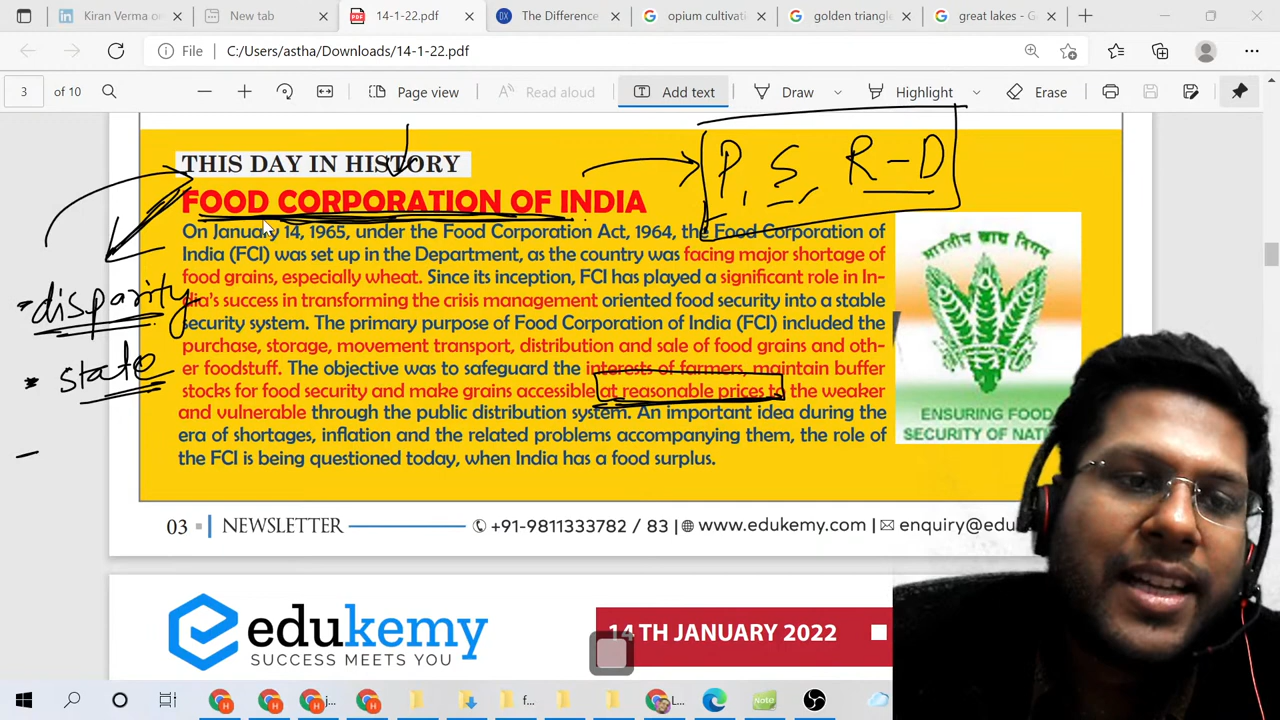 Kiran Verma on
New tab
14-1-22.pdf
The Difference
opium cultivati
golden triangle
great lakes - G
File
C:/Users/astha/Downloads/14-1-22.pdf
3
of 10
Page view
Read aloud
Add text
Draw
Highlight
Erase
P, S, R-D
THIS DAY IN HISTORY
FOOD CORPORATION OF INDIA
On January 14, 1965, under the Food Corporation Act, 1964, the Food Corporation of
India (FCI) was set up in the Department, as the country was facing major shortage of
food grains, especially wheat. Since its inception, FCI has played a significant role in In-
dia's success in transforming the crisis management oriented food security into a stable
security system. The primary purpose of Food Corporation of India (FCI) included the
purchase, storage, movement transport, distribution and sale of food grains and oth-
er foodstuff. The objective was to safeguard the interests of farmers, maintain buffer
stocks for food security and make grains accessible at reasonable prices to the weaker
and vulnerable through the public distribution system. An important idea during the
era of shortages, inflation and the related problems accompanying them, the role of
the FCI is being questioned today, when India has a food surplus.
disparity
state
भारतीय खाद्य निगम
ENSURING FOOD
SECURITY OF NAT
03 NEWSLETTER +91-9811333782 / 83 | www.edukemy.com | enquiry@edu
edukemy
SUCCESS MEETS YOU
14 TH JANUARY 2022